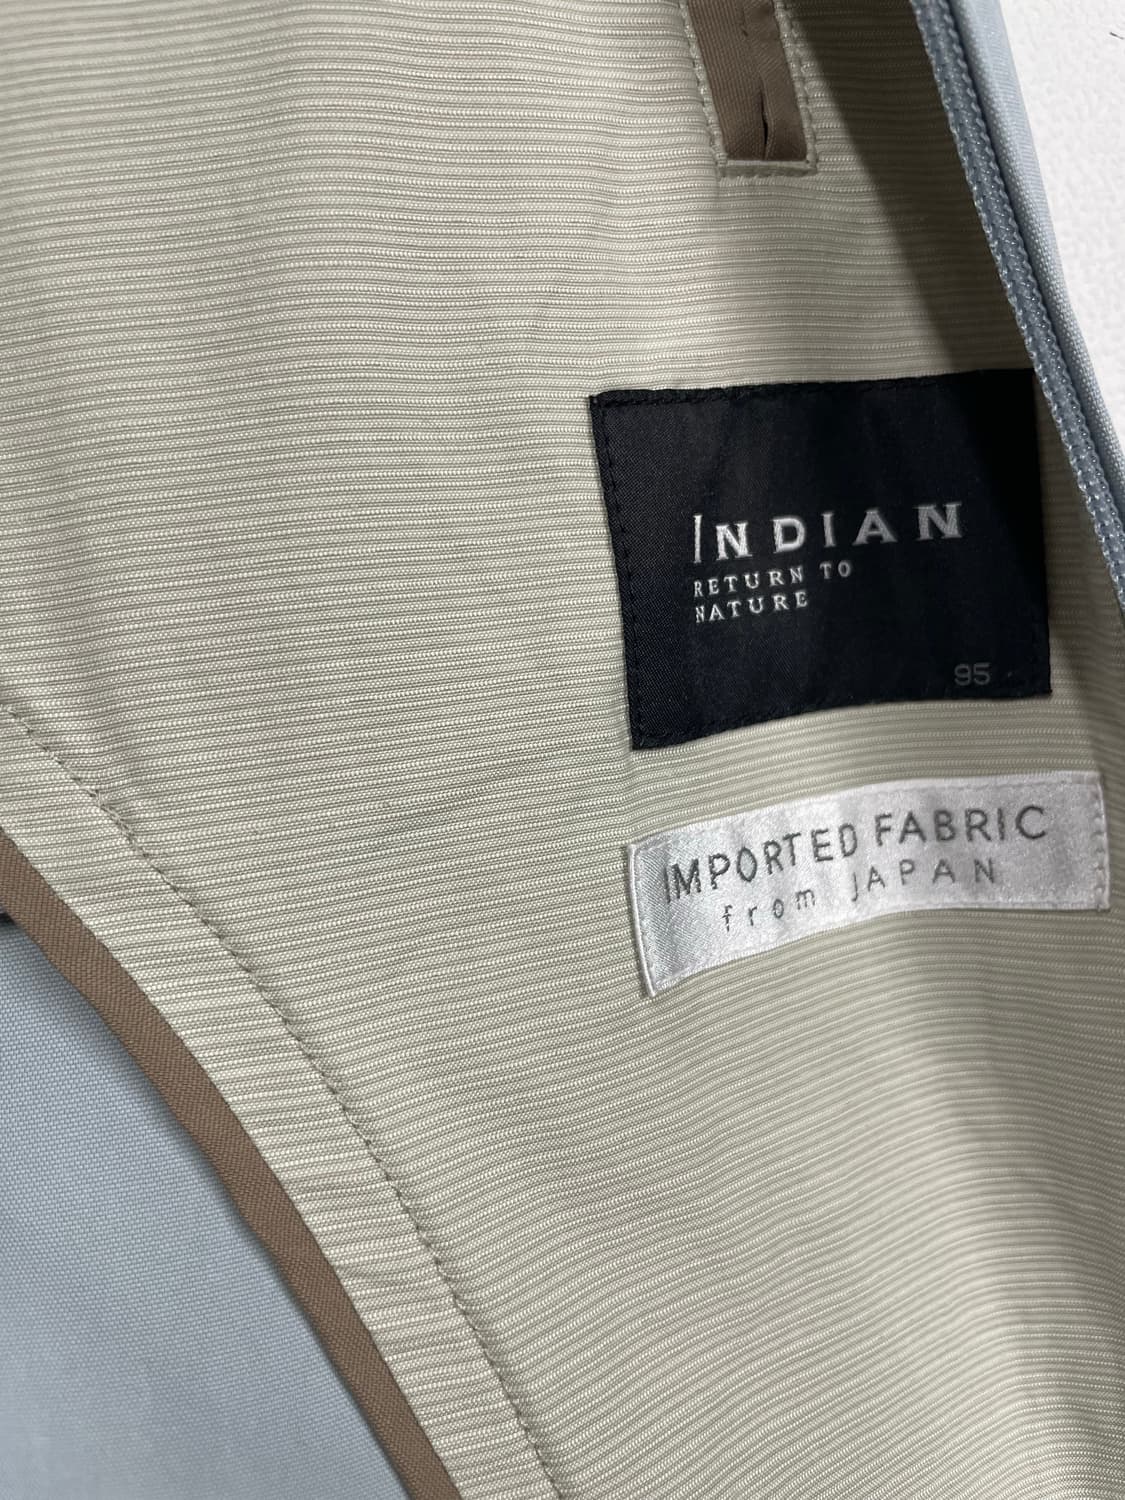 INDIAN
RETURN TO
NATURE
95
IMPORTED FABRIC
from JAPAN